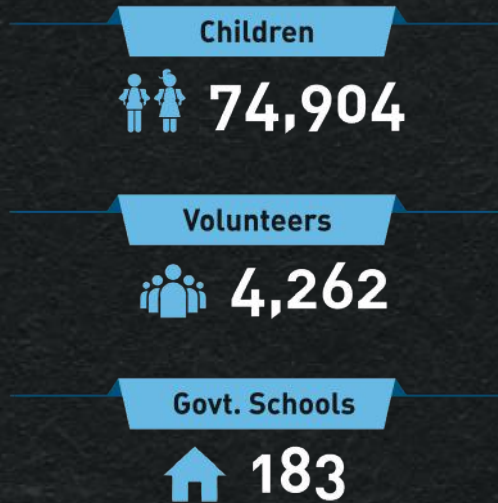 Children
74,904
Volunteers
4,262
Govt. Schools
183